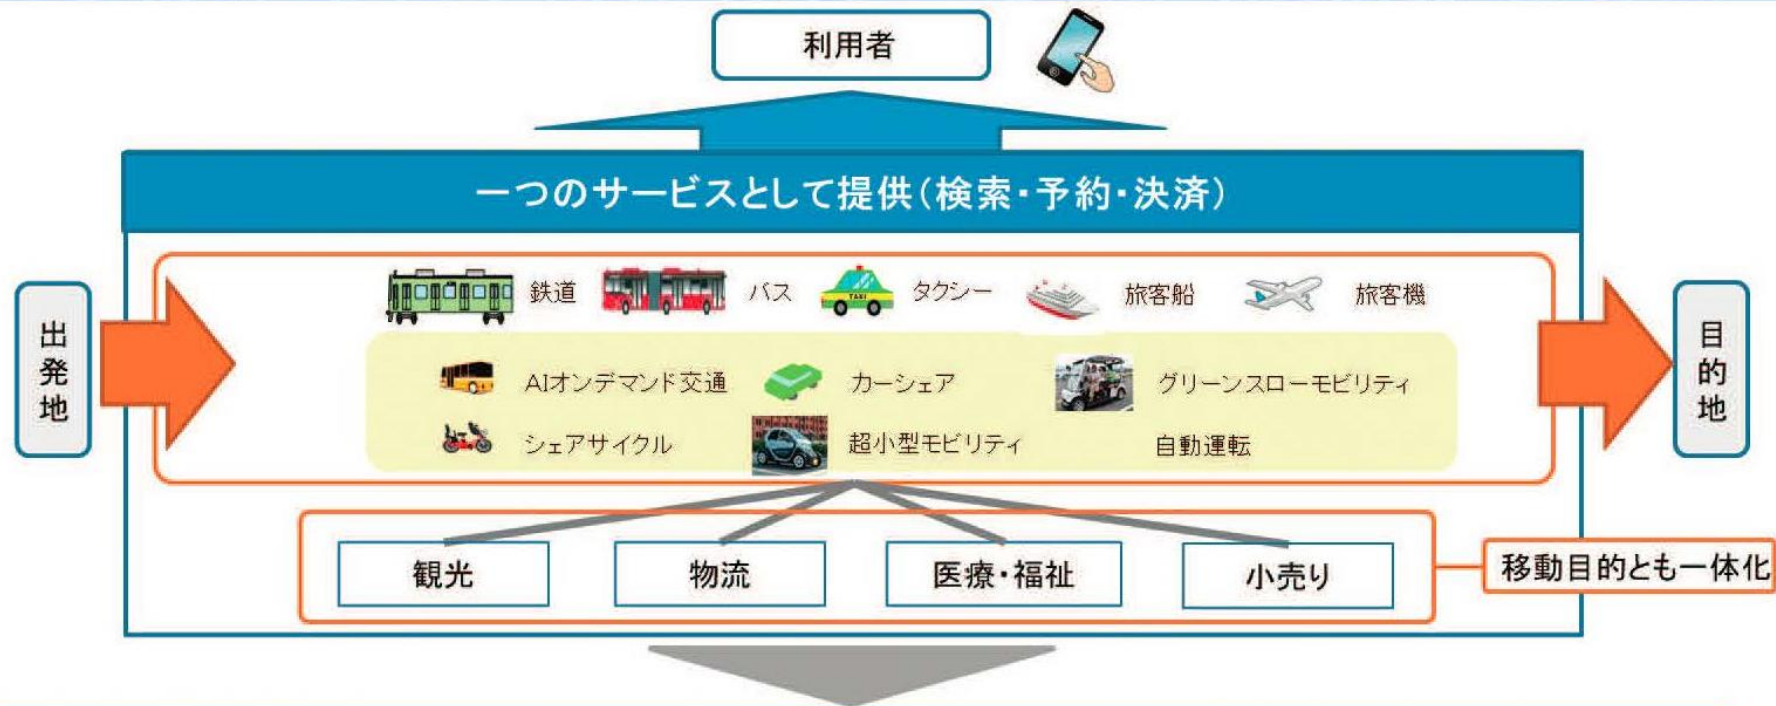 利用者
一つのサービスとして提供(検索・予約・決済)
出発地
鉄道 バス タクシー 旅客船 旅客機
TAXI
AIオンデマンド交通 カーシェア グリーンスローモビリティ
シェアサイクル 超小型モビリティ 自動運転
目的地
観光 物流 医療・福祉 小売り
移動目的とも一体化